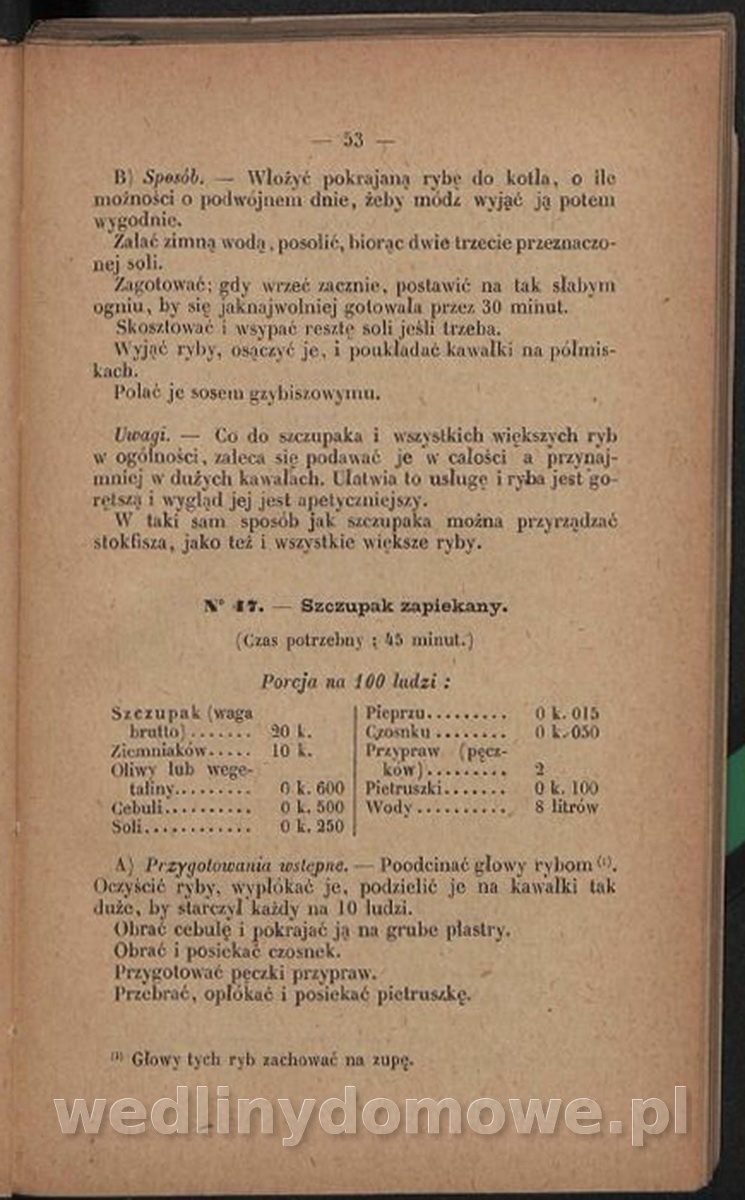 — 53 —
B) Sposób. — Włożyć pokrajaną rybę do kotła, o ile
możności o podwójnem dnie, żeby módz wyjąć ją potem
wygodnie.
Zalać zimną wodą, posolić, biorąc dwie trzecie przeznaczo-
nej soli.
Zagotować; gdy wrzeć zacznie, postawić na tak słabym
ogniu, by się jaknajwolniej gotowała przez 30 minut.
Skosztować i wsypać resztę soli jeśli trzeba.
Wyjąć ryby, osączyć je, i poukładać kawałki na półmis-
kach.
Polać je sosem gzybiszowymu.
Uwagi. — Co do szczupaka i wszystkich większych ryb
w ogólności, zaleca się podawać je w całości a przynaj-
mniej w dużych kawałach. Ułatwia to usługę i ryba jest go-
rętszą i wygląd jej jest apetyczniejszy.
W taki sam sposób jak szczupaka można przyrządzać
stokfisza, jako też i wszystkie większe ryby.
N° 17. — Szczupak zapiekany.
(Czas potrzebny : 45 minut.)
Porcja na 100 ludzi :
Szczupak (waga
brutto)....... 20 k.
Ziemniaków..... 10 k.
Oliwy lub wege-
taliny.......... 0 k. 600
Cebuli.......... 0 k. 500
Soli............ 0 k. 250
Pieprzu......... 0 k. 015
Czosnku......... 0 k. 050
Przypraw (pęcz-
ków)......... 2
Pietruszki....... 0 k. 100
Wody.......... 8 litrów
A) Przygotowania wstępne. — Poodcinać głowy rybom (1).
Oczyścić ryby, wypłókać je, podzielić je na kawałki tak
duże, by starczył każdy na 10 ludzi.
Obrać cebulę i pokrajać ją na grube plastry.
Obrać i posiekać czosnek.
Przygotować pęczki przypraw.
Przebrać, opłókać i posiekać pietruszkę.
(1) Głowy tych ryb zachować na zupę.
wedlinydomowe.pl